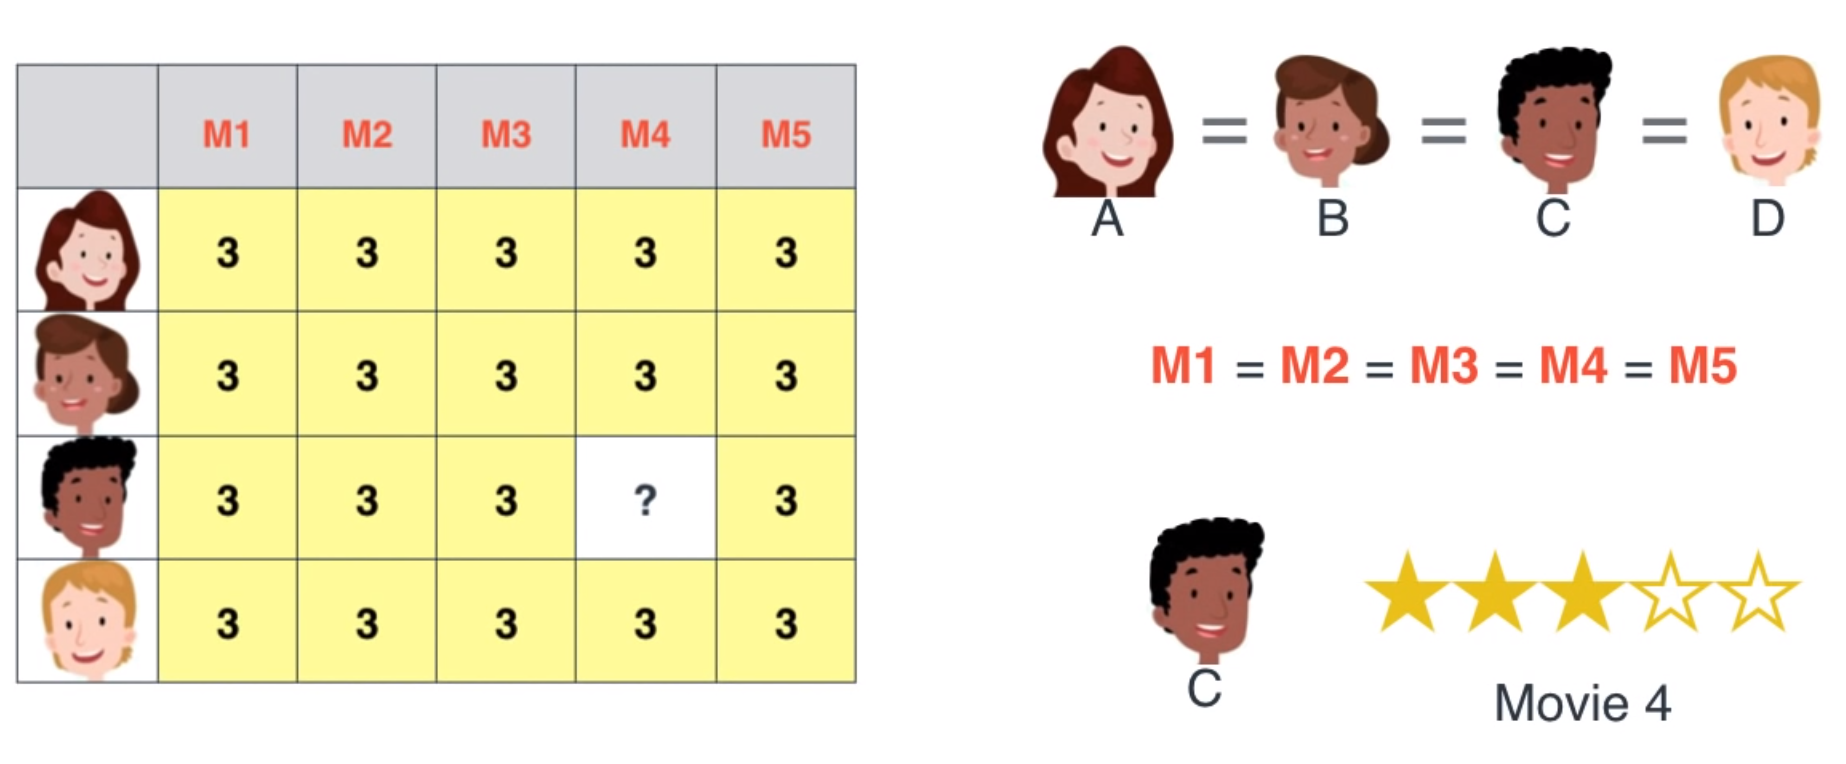 M1 M2 M3 M4 M5
3 3 3 3 3
3 3 3 3 3
3 3 3 ? 3
3 3 3 3 3
= = =
A B C D
M1 = M2 = M3 = M4 = M5
C
Movie 4